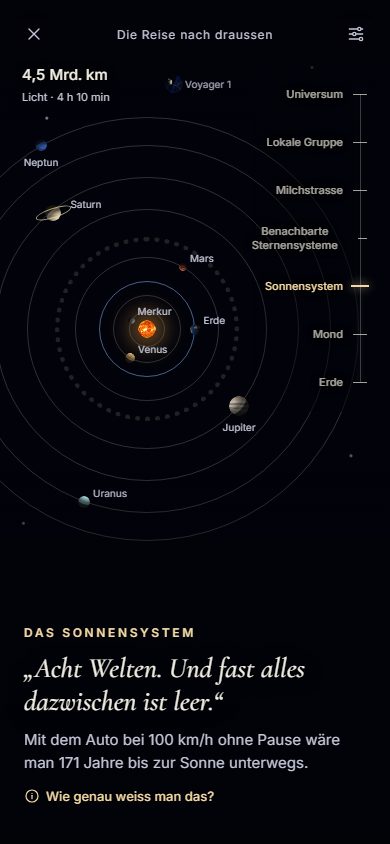 Die Reise nach draussen
4,5 Mrd. km
Licht · 4 h 10 min
Voyager 1
Universum
Lokale Gruppe
Neptun
Milchstrasse
Saturn
Benachbarte
Sternensysteme
Mars
Sonnensystem
Merkur
Erde
Mond
Venus
Erde
Jupiter
Uranus
DAS SONNENSYSTEM
„Acht Welten. Und fast alles
dazwischen ist leer.“
Mit dem Auto bei 100 km/h ohne Pause wäre
man 171 Jahre bis zur Sonne unterwegs.
Wie genau weiss man das?